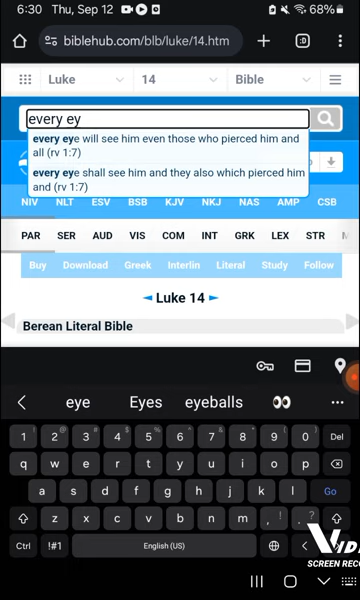 6:30 Thu, Sep 12 68%
biblehub.com/blb/luke/14.htm
Luke 14 Bible
every ey
every eye will see him even those who pierced him and
all (rv 1:7)
every eye shall see him and they also which pierced him
and (rv 1:7)
NIV NLT ESV BSB KJV NKJ NAS AMP CSB
PAR SER AUD VIS COM INT GRK LEX STR
Buy Download Greek Interlin Literal Study Follow
Luke 14
Berean Literal Bible
eye Eyes eyeballs
1 2 3 4 5 6 7 8 9 0 Del
q w e r t y u i o p
a s d f g h j k l Go
z x c v b n m , ! . ?
Ctrl !#1 English (US)
SCREEN REC